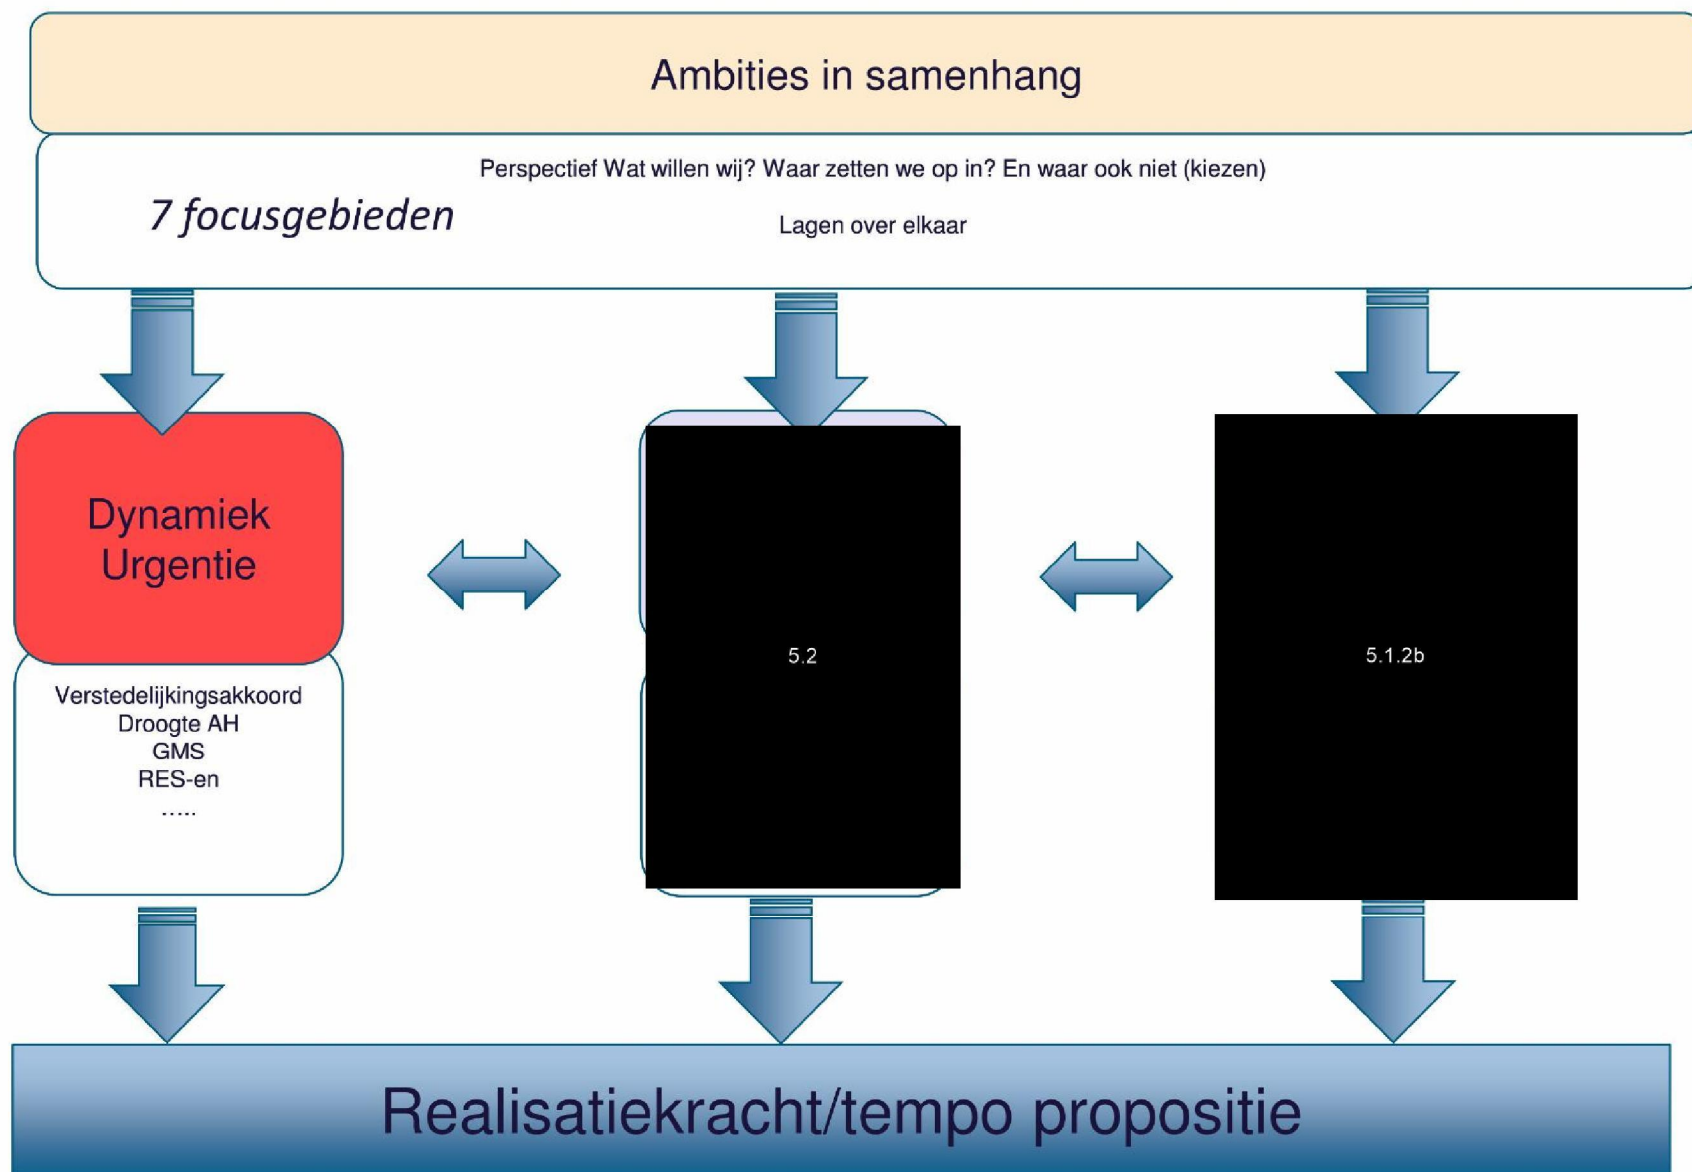 Ambities in samenhang
Perspectief Wat willen wij? Waar zetten we op in? En waar ook niet (kiezen)
7 focusgebieden
Lagen over elkaar
Dynamiek
Urgentie
Verstedelijkingsakkoord
Droogte AH
GMS
RES-en
.....
5.2
5.1.2b
Realisatiekracht/tempo propositie